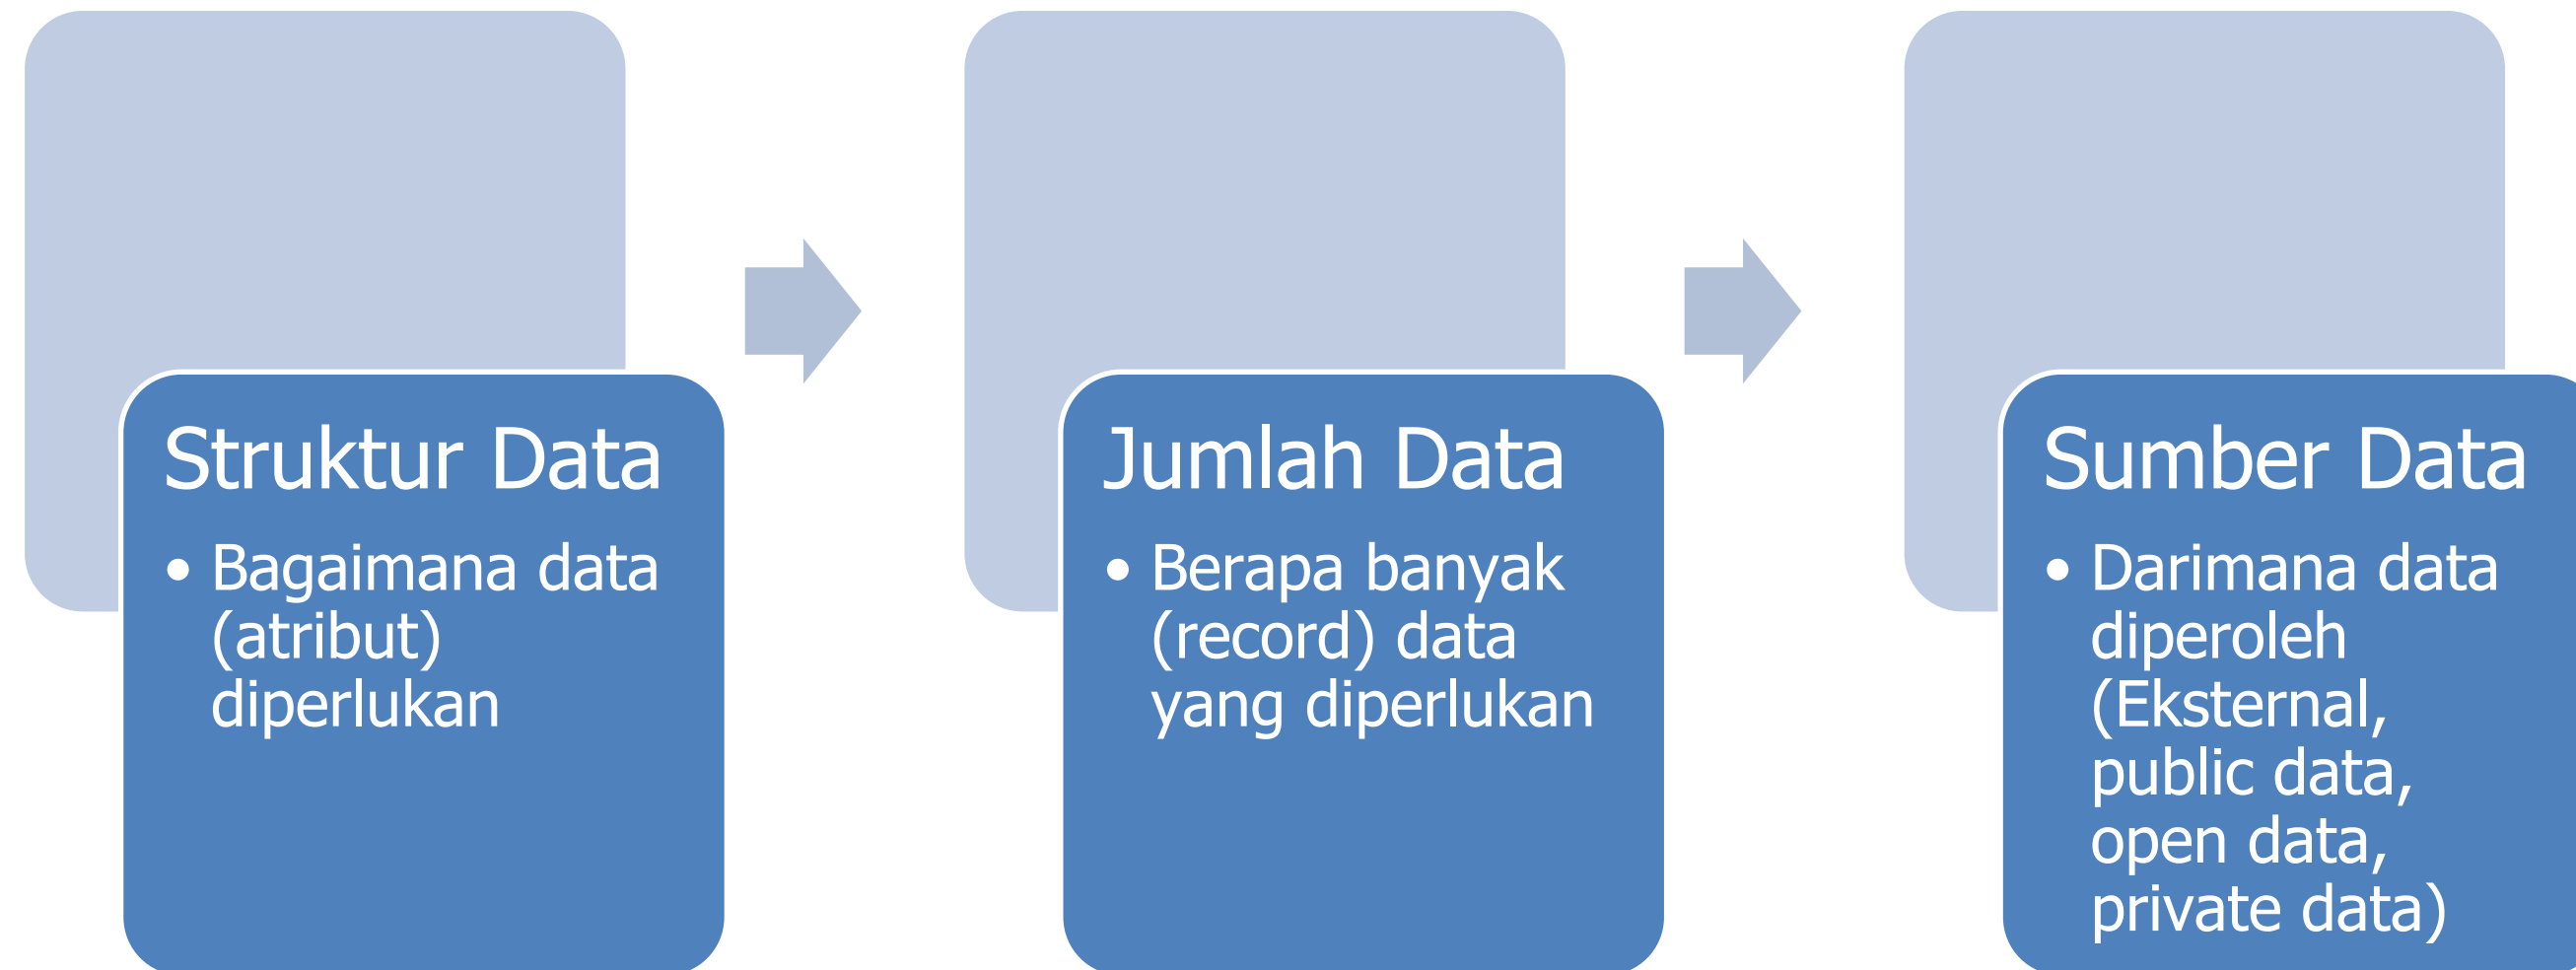 Struktur Data
• Bagaimana data
(atribut)
diperlukan
Jumlah Data
• Berapa banyak
(record) data
yang diperlukan
Sumber Data
• Darimana data
diperoleh
(Eksternal,
public data,
open data,
private data)